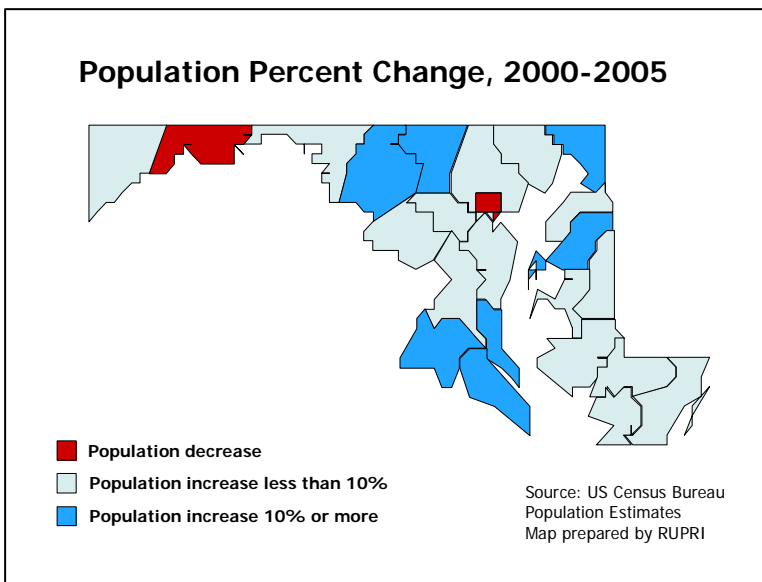 Population Percent Change, 2000-2005
Population decrease
Population increase less than 10%
Population increase 10% or more
Source: US Census Bureau
Population Estimates
Map prepared by RUPRI